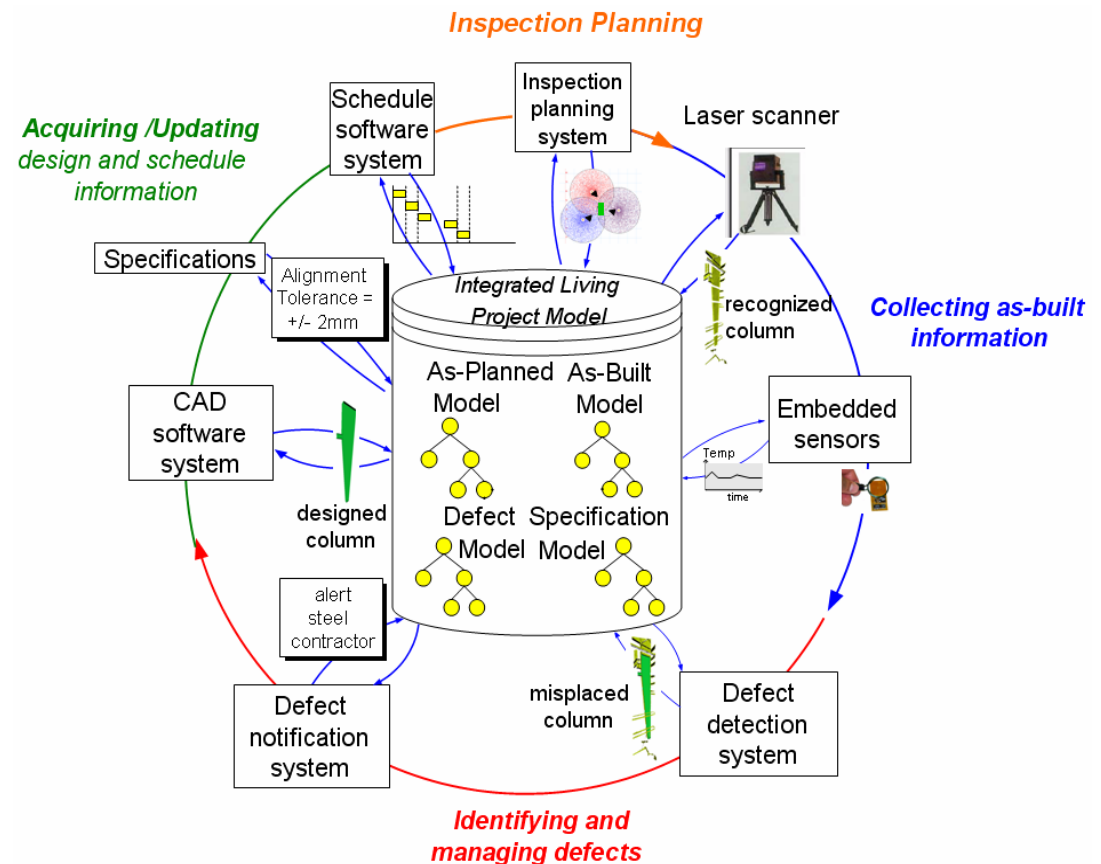 Inspection Planning
Schedule
software
system
Inspection
planning
system
Laser scanner
Acquiring /Updating
design and schedule
information
Specifications
Alignment
Tolerance =
+/- 2mm
Integrated Living
Project Model
recognized
column
Collecting as-built
information
As-Planned
Model
As-Built
Model
CAD
software
system
designed
column
Embedded
sensors
Temp
time
Defect
Model
Specification
Model
alert
steel
contractor
Defect
notification
system
misplaced
column
Defect
detection
system
Identifying and
managing defects